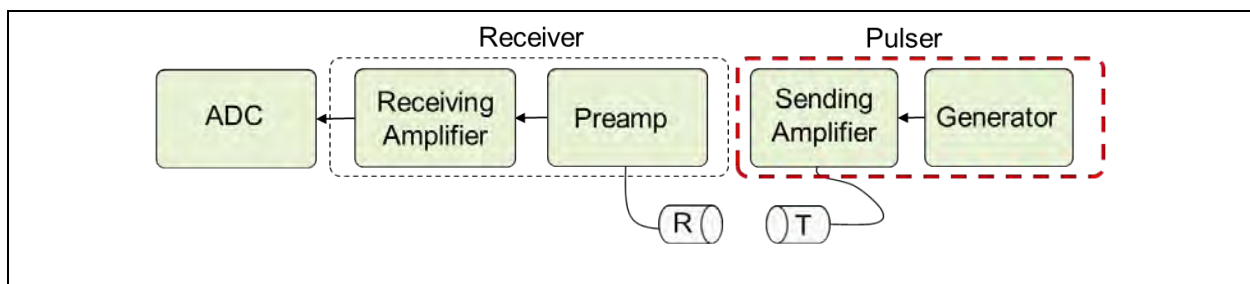 Receiver
Pulser
ADC
Receiving
Amplifier
Preamp
Sending
Amplifier
Generator
R
T